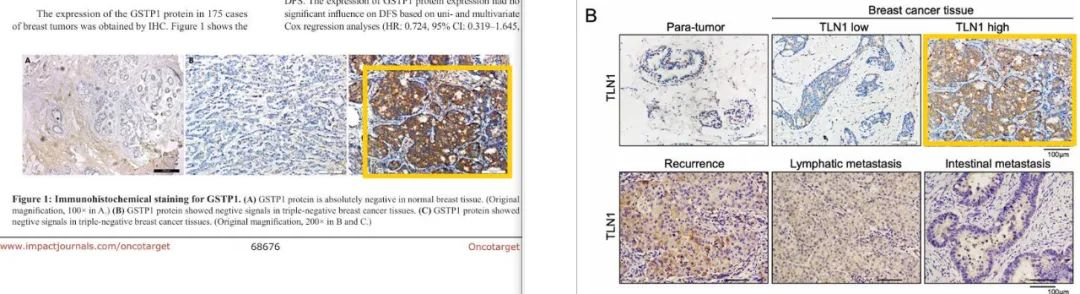 DFS. The expression of GSTP1 protein expression had no
The expression of the GSTP1 protein in 175 cases
significant influence on DFS based on uni- and multivariate
of breast tumors was obtained by IHC. Figure 1 shows the
Cox regression analyses (HR: 0.724, 95% CI: 0.319–1.645,
A
B
Figure 1: Immunohistochemical staining for GSTP1. (A) GSTP1 protein is absolutely negative in normal breast tissue. (Original
magnification, 100× in A.) (B) GSTP1 protein showed negtive signals in triple-negative breast cancer tissues. (C) GSTP1 protein showed
negtive signals in triple-negative breast cancer tissues. (Original magnification, 200× in B and C.)
www.impactjournals.com/oncotarget
68676
Oncotarget
B
Breast cancer tissue
Para-tumor
TLN1 low
TLN1 high
TLN1
100μm
Recurrence
Lymphatic metastasis
Intestinal metastasis
TLN1
100μm